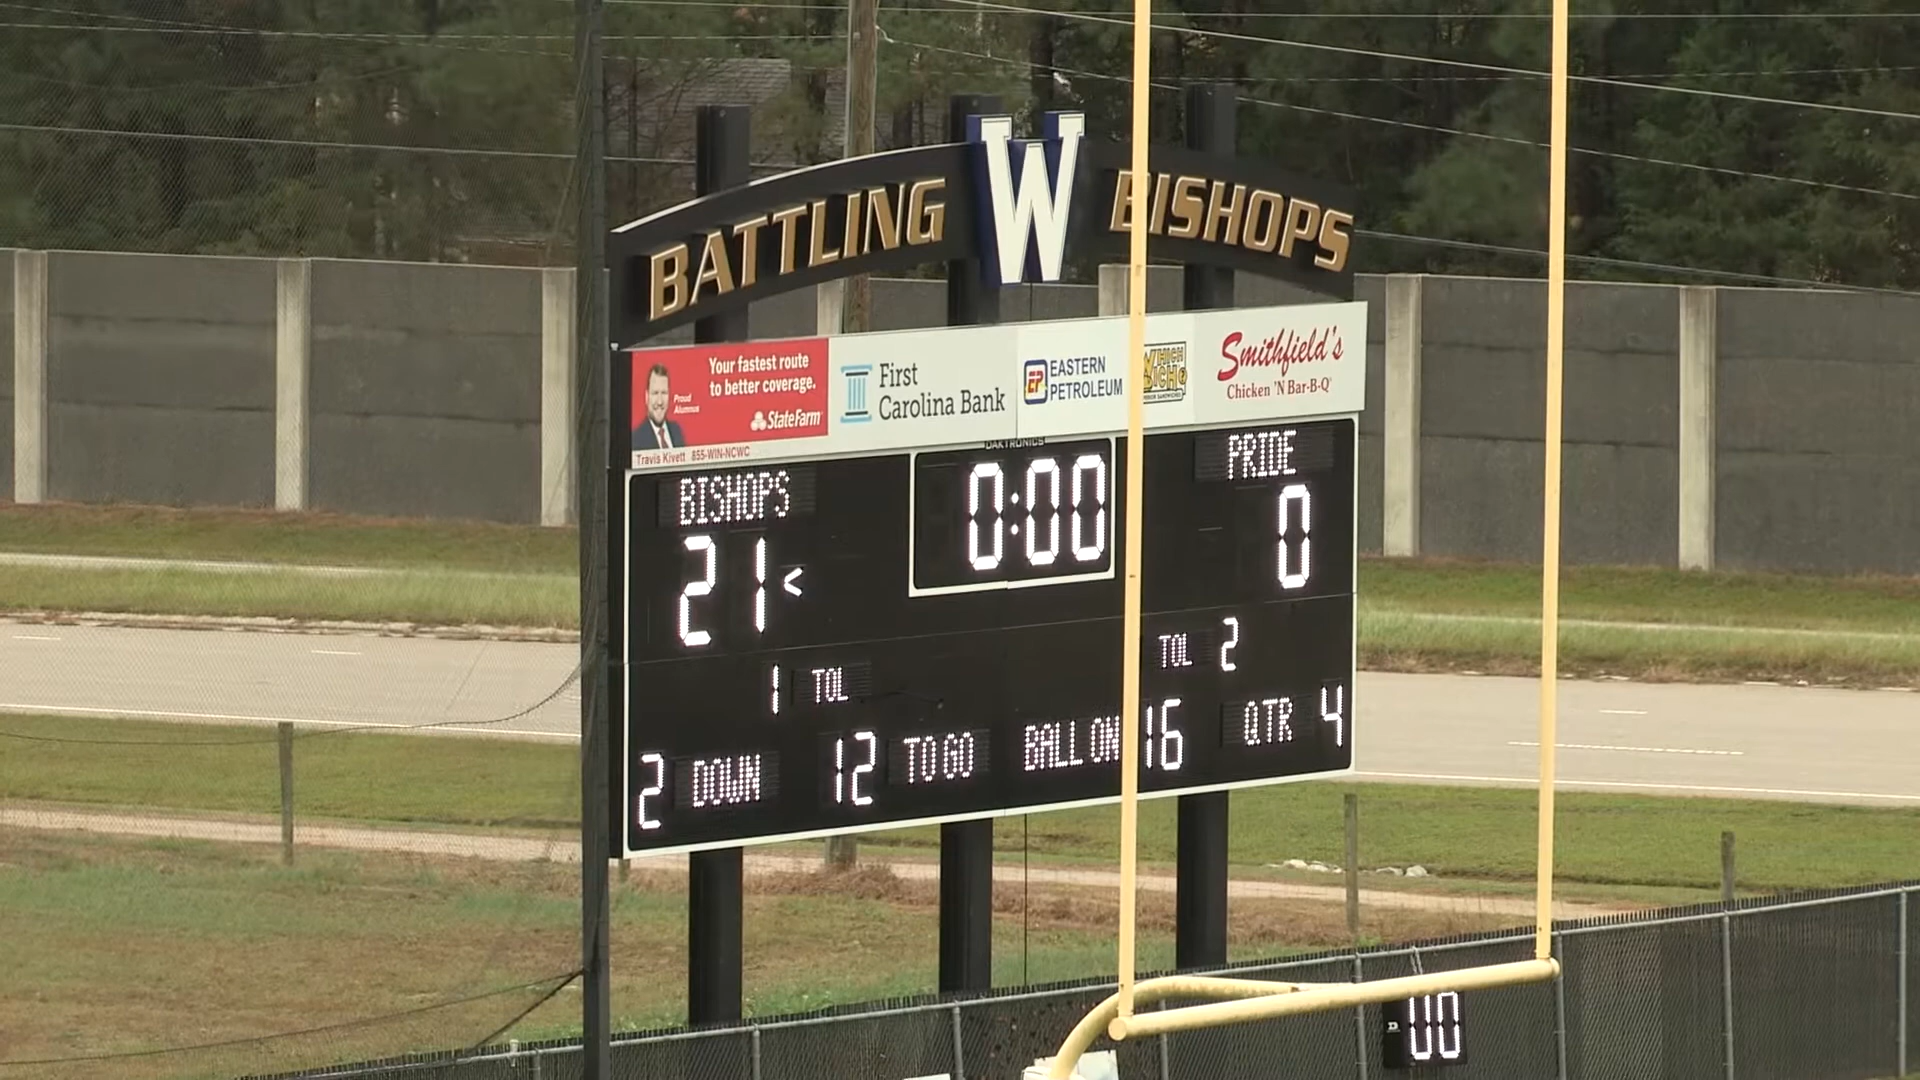 BATTLING W BISHOPS
Your fastest route
to better coverage.
Proud
Alumnus
StateFarm
Travis Kivett 855-WIN-NCWC
First
Carolina Bank
EP
EASTERN
PETROLEUM
WHICH
WICH?
Smithfield's
Chicken 'N Bar-B-Q
DAKTRONICS
BISHOPS
21<
0:00
PRIDE
0
1 TOL
TOL 2
2 DOWN 12 TO GO BALL ON 16 QTR 4
00